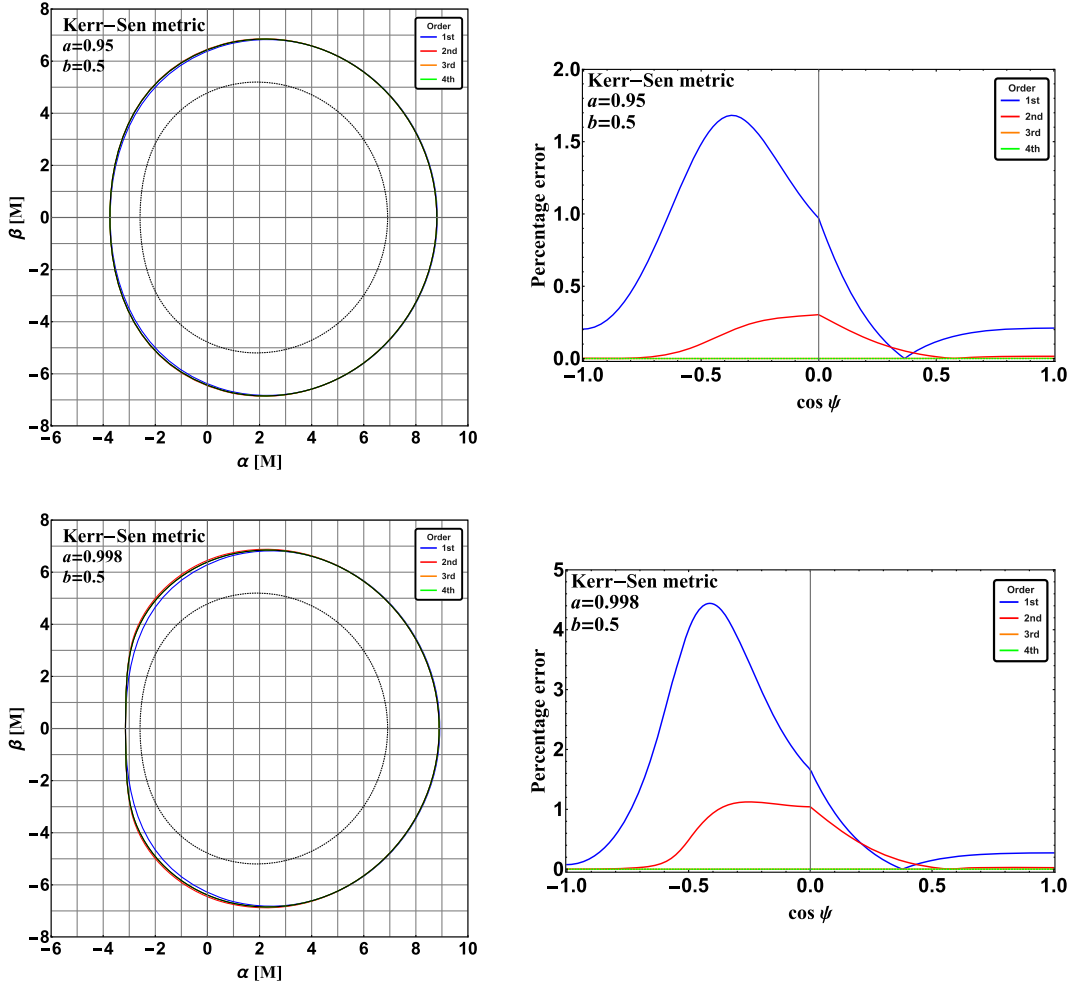 Kerr−Sen metric
a=0.95
b=0.5
Order
1st
2nd
3rd
4th
8
6
4
2
0
−2
−4
−6
−8
β [M]
−6
−4
−2
0
2
4
6
8
10
α [M]
Kerr−Sen metric
a=0.95
b=0.5
Order
1st
2nd
3rd
4th
2.0
1.5
1.0
0.5
0.0
Percentage error
−1.0
−0.5
0.0
0.5
1.0
cos ψ
Kerr−Sen metric
a=0.998
b=0.5
Order
1st
2nd
3rd
4th
8
6
4
2
0
−2
−4
−6
−8
β [M]
−6
−4
−2
0
2
4
6
8
10
α [M]
Kerr−Sen metric
a=0.998
b=0.5
Order
1st
2nd
3rd
4th
5
4
3
2
1
0
Percentage error
−1.0
−0.5
0.0
0.5
1.0
cos ψ